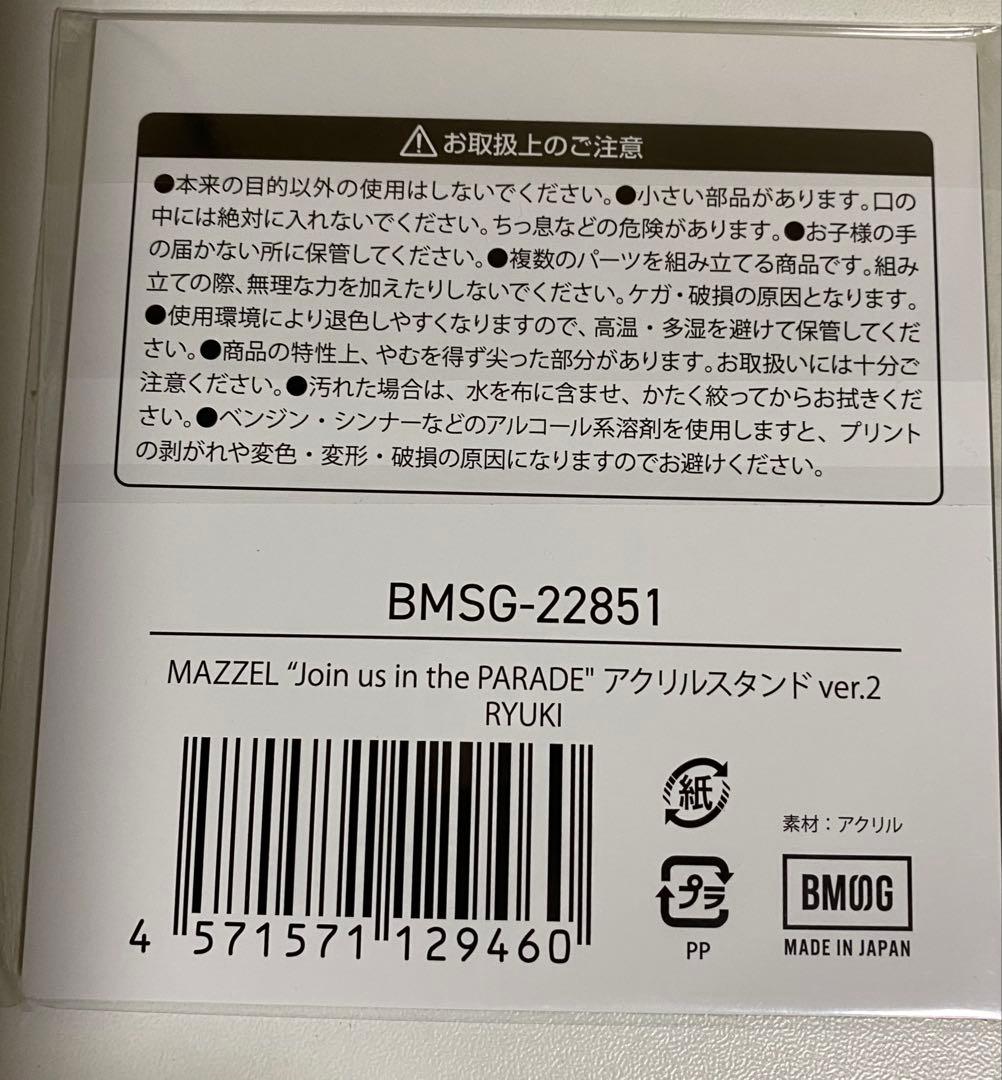 ⚠お取扱上のご注意
●本来の目的以外の使用はしないでください。●小さい部品があります。口の
中には絶対に入れないでください。ちっ息などの危険があります。●お子様の手
の届かない所に保管してください。●複数のパーツを組み立てる商品です。組み
立ての際、無理な力を加えたりしないでください。ケガ・破損の原因となります。
●使用環境により退色しやすくなりますので、高温・多湿を避けて保管してくだ
さい。●商品の特性上、やむを得ず尖った部分があります。お取扱いには十分ご
注意ください。●汚れた場合は、水を布に含ませ、かたく絞ってからお拭きくだ
さい。●ベンジン・シンナーなどのアルコール系溶剤を使用しますと、プリント
の剥がれや変色・変形・破損の原因になりますのでお避けください。
BMSG-22851
MAZZEL “Join us in the PARADE" アクリルスタンド ver.2
RYUKI
4 571571 129460
紙
プラ
PP
素材：アクリル
BMSG
MADE IN JAPAN